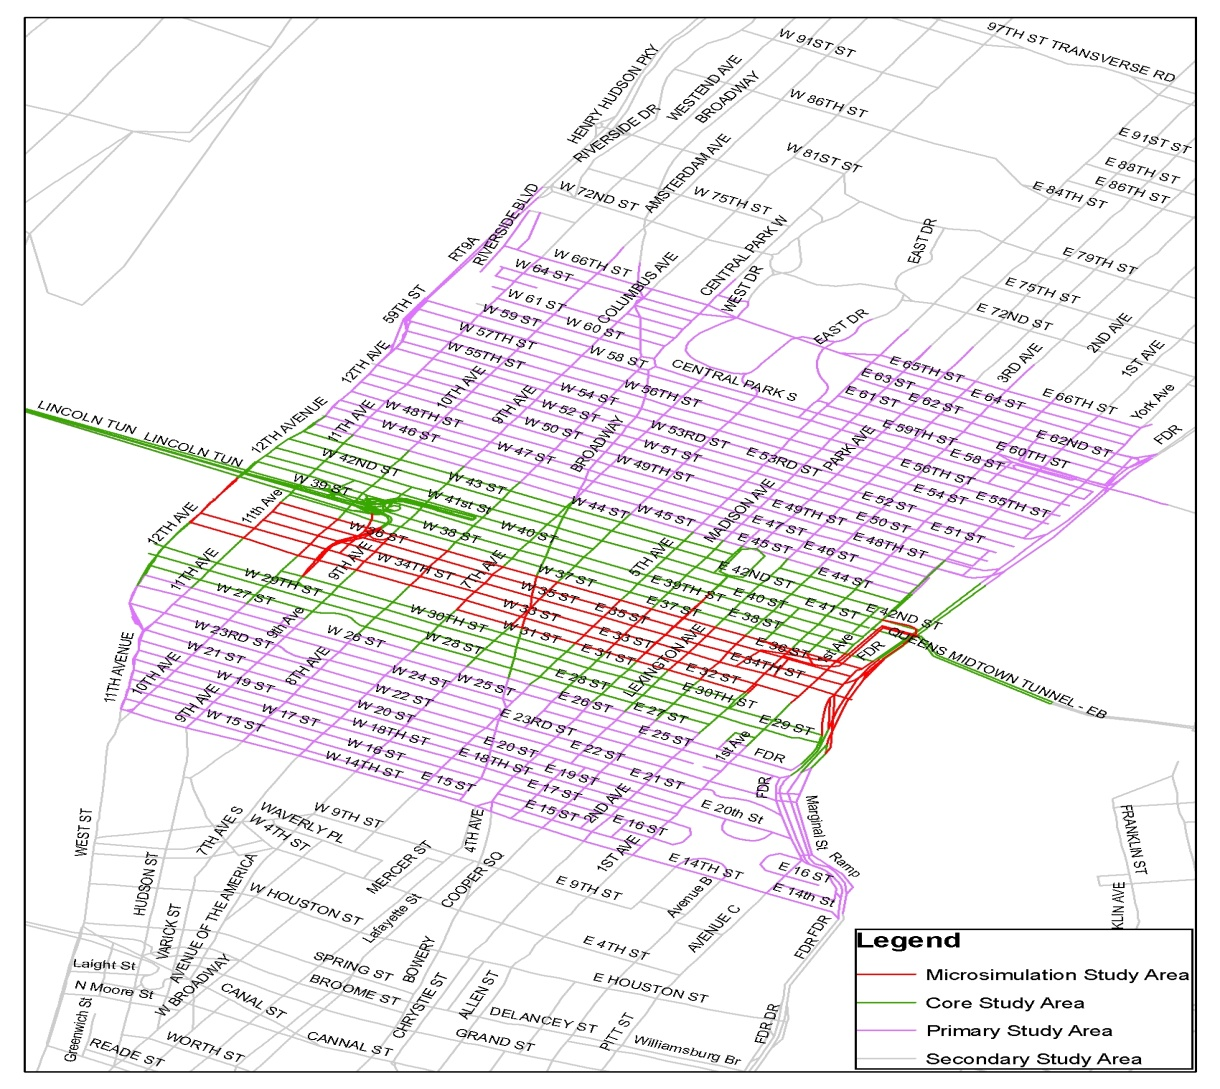 97TH ST TRANSVERSE RD
W 91ST ST
HENRY HUDSON PKY
WESTEND AVE
BROADWAY
RIVERSIDE DR
W 86TH ST
E 91ST ST
W 81ST ST
E 88TH ST
E 86TH ST
E 84TH ST
AMSTERDAM AVE
W 72ND ST
W 75TH ST
RIVERSIDE BLVD
RT9A
CENTRAL PARK W
EAST DR
E 79TH ST
W 66TH ST
W 64 ST
COLUMBUS AVE
WEST DR
E 75TH ST
59TH ST
W 61 ST
W 59 ST
W 60 ST
EAST DR
E 72ND ST
2ND AVE
W 57TH ST
W 58 ST
3RD AVE
1ST AVE
12TH AVE
W 55TH ST
CENTRAL PARK S
E 65TH ST
10TH AVE
9TH AVE
W 54 ST
W 56TH ST
E 63 ST
E 61 ST
E 62 ST
E 64 ST
E 66TH ST
York Ave
LINCOLN TUN
LINCOLN TUN
12TH AVENUE
11TH AVE
W 48TH ST
W 46 ST
W 52 ST
W 50 ST
BROADWAY
W 53RD ST
W 51 ST
E 53RD ST
PARK AVE
E 59TH ST
E 58 ST
E 60TH ST
E 62ND ST
FDR
W 47 ST
W 49TH ST
E 56TH ST
W 42ND ST
W 43 ST
E 52 ST
E 54 ST
E 55TH ST
W 39 ST
W 41st St
W 44 ST
W 45 ST
MADISON AVE
E 49TH ST
E 50 ST
E 51 ST
12TH AVE
11th Ave
W 36 ST
W 38 ST
W 40 ST
E 47 ST
E 45 ST
E 46 ST
E 48TH ST
11TH AVE
9TH AVE
W 34TH ST
7TH AVE
W 37 ST
5TH AVE
E 42ND ST
E 44 ST
W 29TH ST
W 27 ST
W 35 ST
E 39TH ST
E 40 ST
E 41 ST
E 42ND ST
W 30TH ST
W 33 ST
W 31 ST
E 35 ST
E 37 ST
E 38 ST
W 23RD ST
9th Ave
W 26 ST
W 28 ST
E 33 ST
E 31 ST
LEXINGTON AVE
E 36 ST
E 34TH ST
1st Ave
FDR
QUEENS MIDTOWN TUNNEL - EB
11TH AVENUE
10TH AVE
W 21 ST
W 19 ST
8TH AVE
W 24 ST
W 25 ST
E 28 ST
E 32 ST
E 30TH ST
9TH AVE
W 15 ST
W 17 ST
W 22 ST
W 20 ST
W 18TH ST
E 26 ST
E 27 ST
E 29 ST
E 23RD ST
E 25 ST
1st Ave
FDR
W 16 ST
W 14TH ST
E 20 ST
E 22 ST
E 18TH ST
E 19 ST
E 21 ST
E 15 ST
E 17 ST
2ND AVE
FDR
E 15 ST
E 16 ST
E 20th St
Marginal St
WEST ST
7TH AVE S
WAVERLY PL
W 9TH ST
W 4TH ST
4TH AVE
FRANKLIN ST
HUDSON ST
MERCER ST
COOPER SQ
1ST AVE
E 14TH ST
E 16 ST
Ramp
VARICK ST
AVENUE OF THE AMERICA
W HOUSTON ST
Lafayette St
E 9TH ST
Avenue B
E 14th St
KLIN AVE
AVENUE C
FDR
FDR
Laight St
N Moore St
W BROADWAY
SPRING ST
BROOME ST
BOWERY
E 4TH ST
E HOUSTON ST
Greenwich St
CANAL ST
CHRYSTIE ST
ALLEN ST
DELANCEY ST
PITT ST
FDR DR
READE ST
WORTH ST
CANNAL ST
GRAND ST
Williamsburg Br
Legend
Microsimulation Study Area
Core Study Area
Primary Study Area
Secondary Study Area